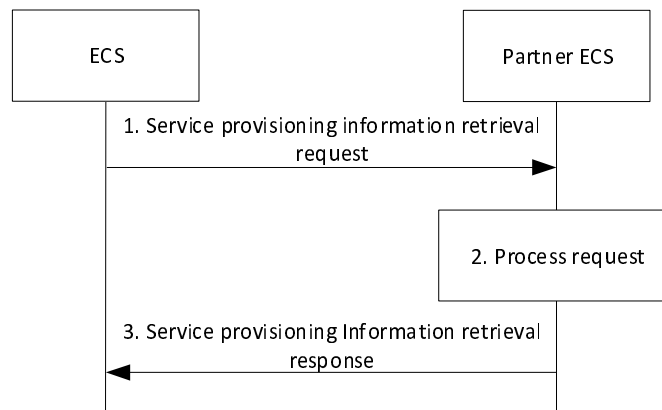 ECS
Partner ECS
1. Service provisioning information retrieval
request
2. Process request
3. Service provisioning Information retrieval
response